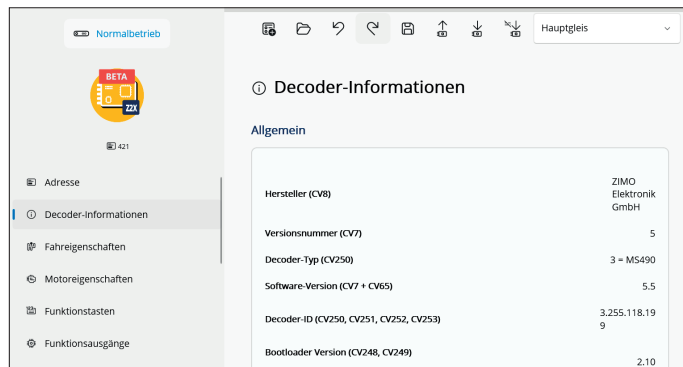 Normalbetrieb
Hauptgleis
BETA
22X
421
Adresse
Decoder-Informationen
Fahreigenschaften
Motoreigenschaften
Funktionstasten
Funktionsausgänge
Decoder-Informationen
Allgemein
Hersteller (CV8)
ZIMO
Elektronik
GmbH
Versionsnummer (CV7)
5
Decoder-Typ (CV250)
3 = MS490
Software-Version (CV7 + CV65)
5.5
Decoder-ID (CV250, CV251, CV252, CV253)
3.255.118.19
9
Bootloader Version (CV248, CV249)
2.10